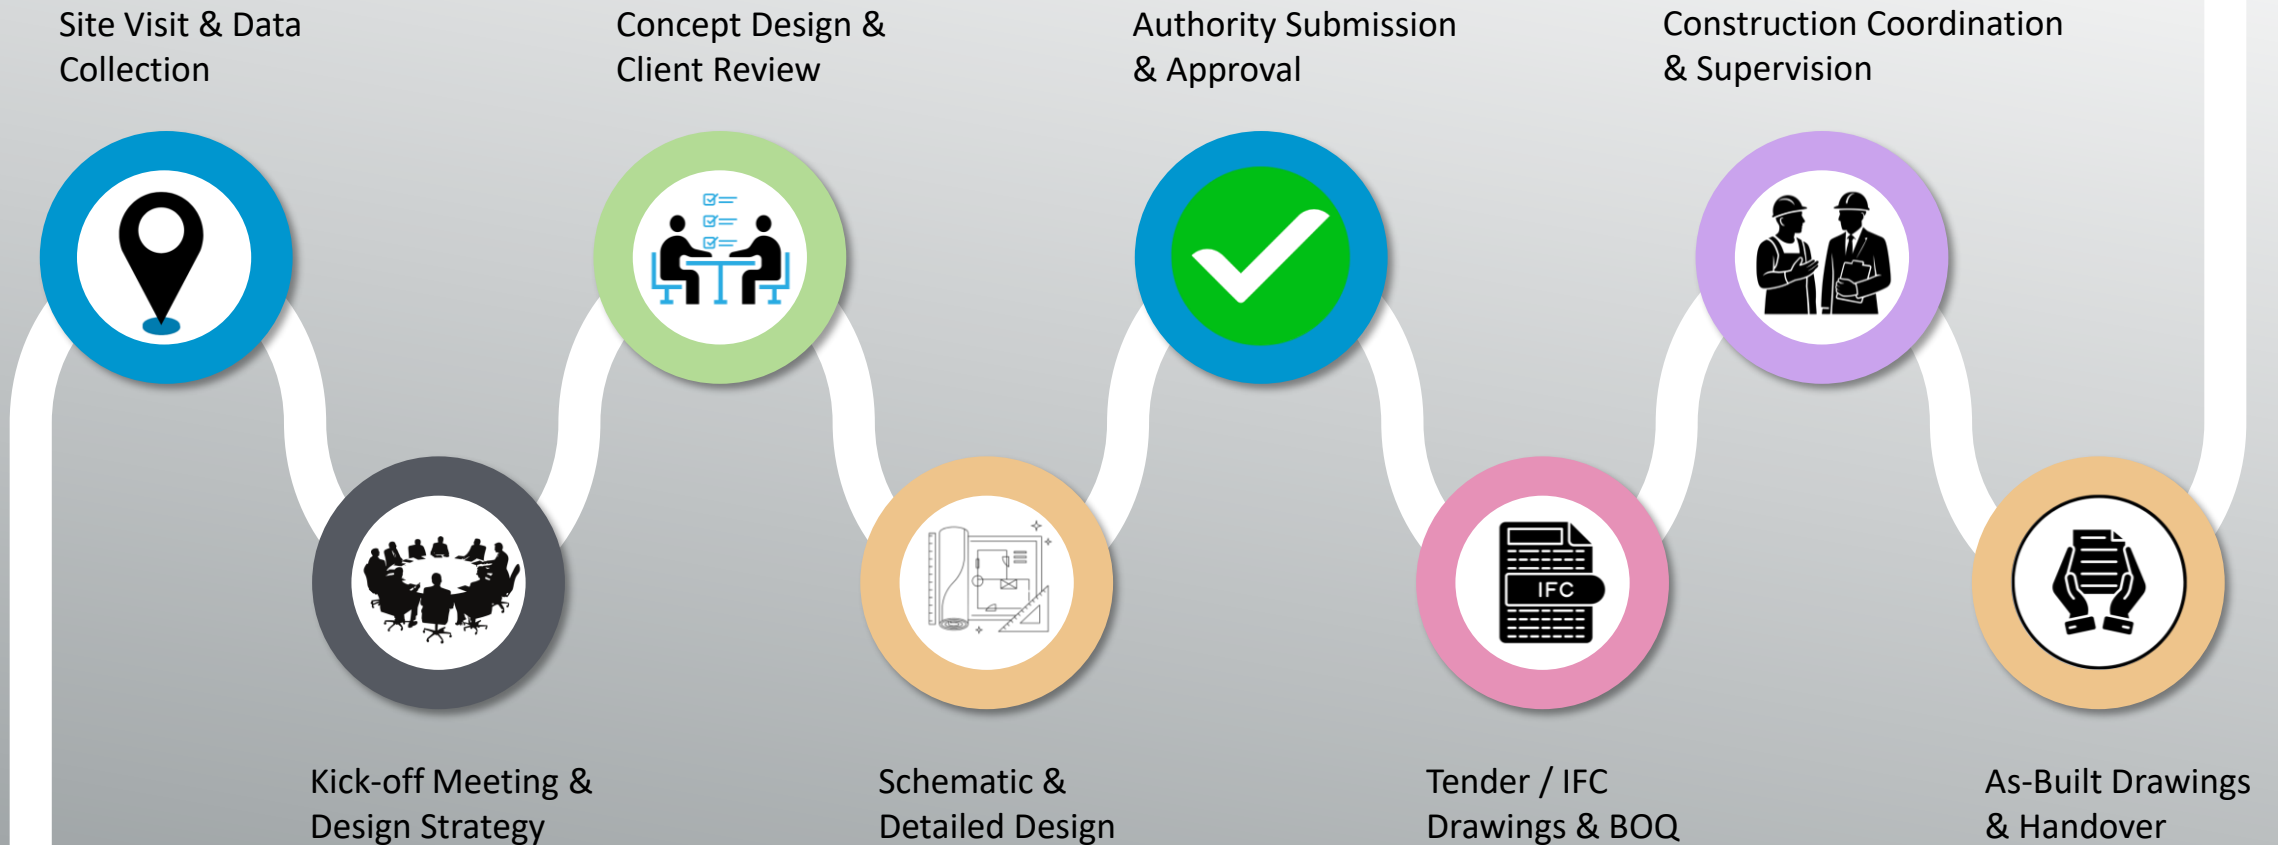 Site Visit & Data
Collection
Kick-off Meeting &
Design Strategy
Concept Design &
Client Review
Schematic &
Detailed Design
Authority Submission
& Approval
Tender / IFC
Drawings & BOQ
IFC
Construction Coordination
& Supervision
As-Built Drawings
& Handover